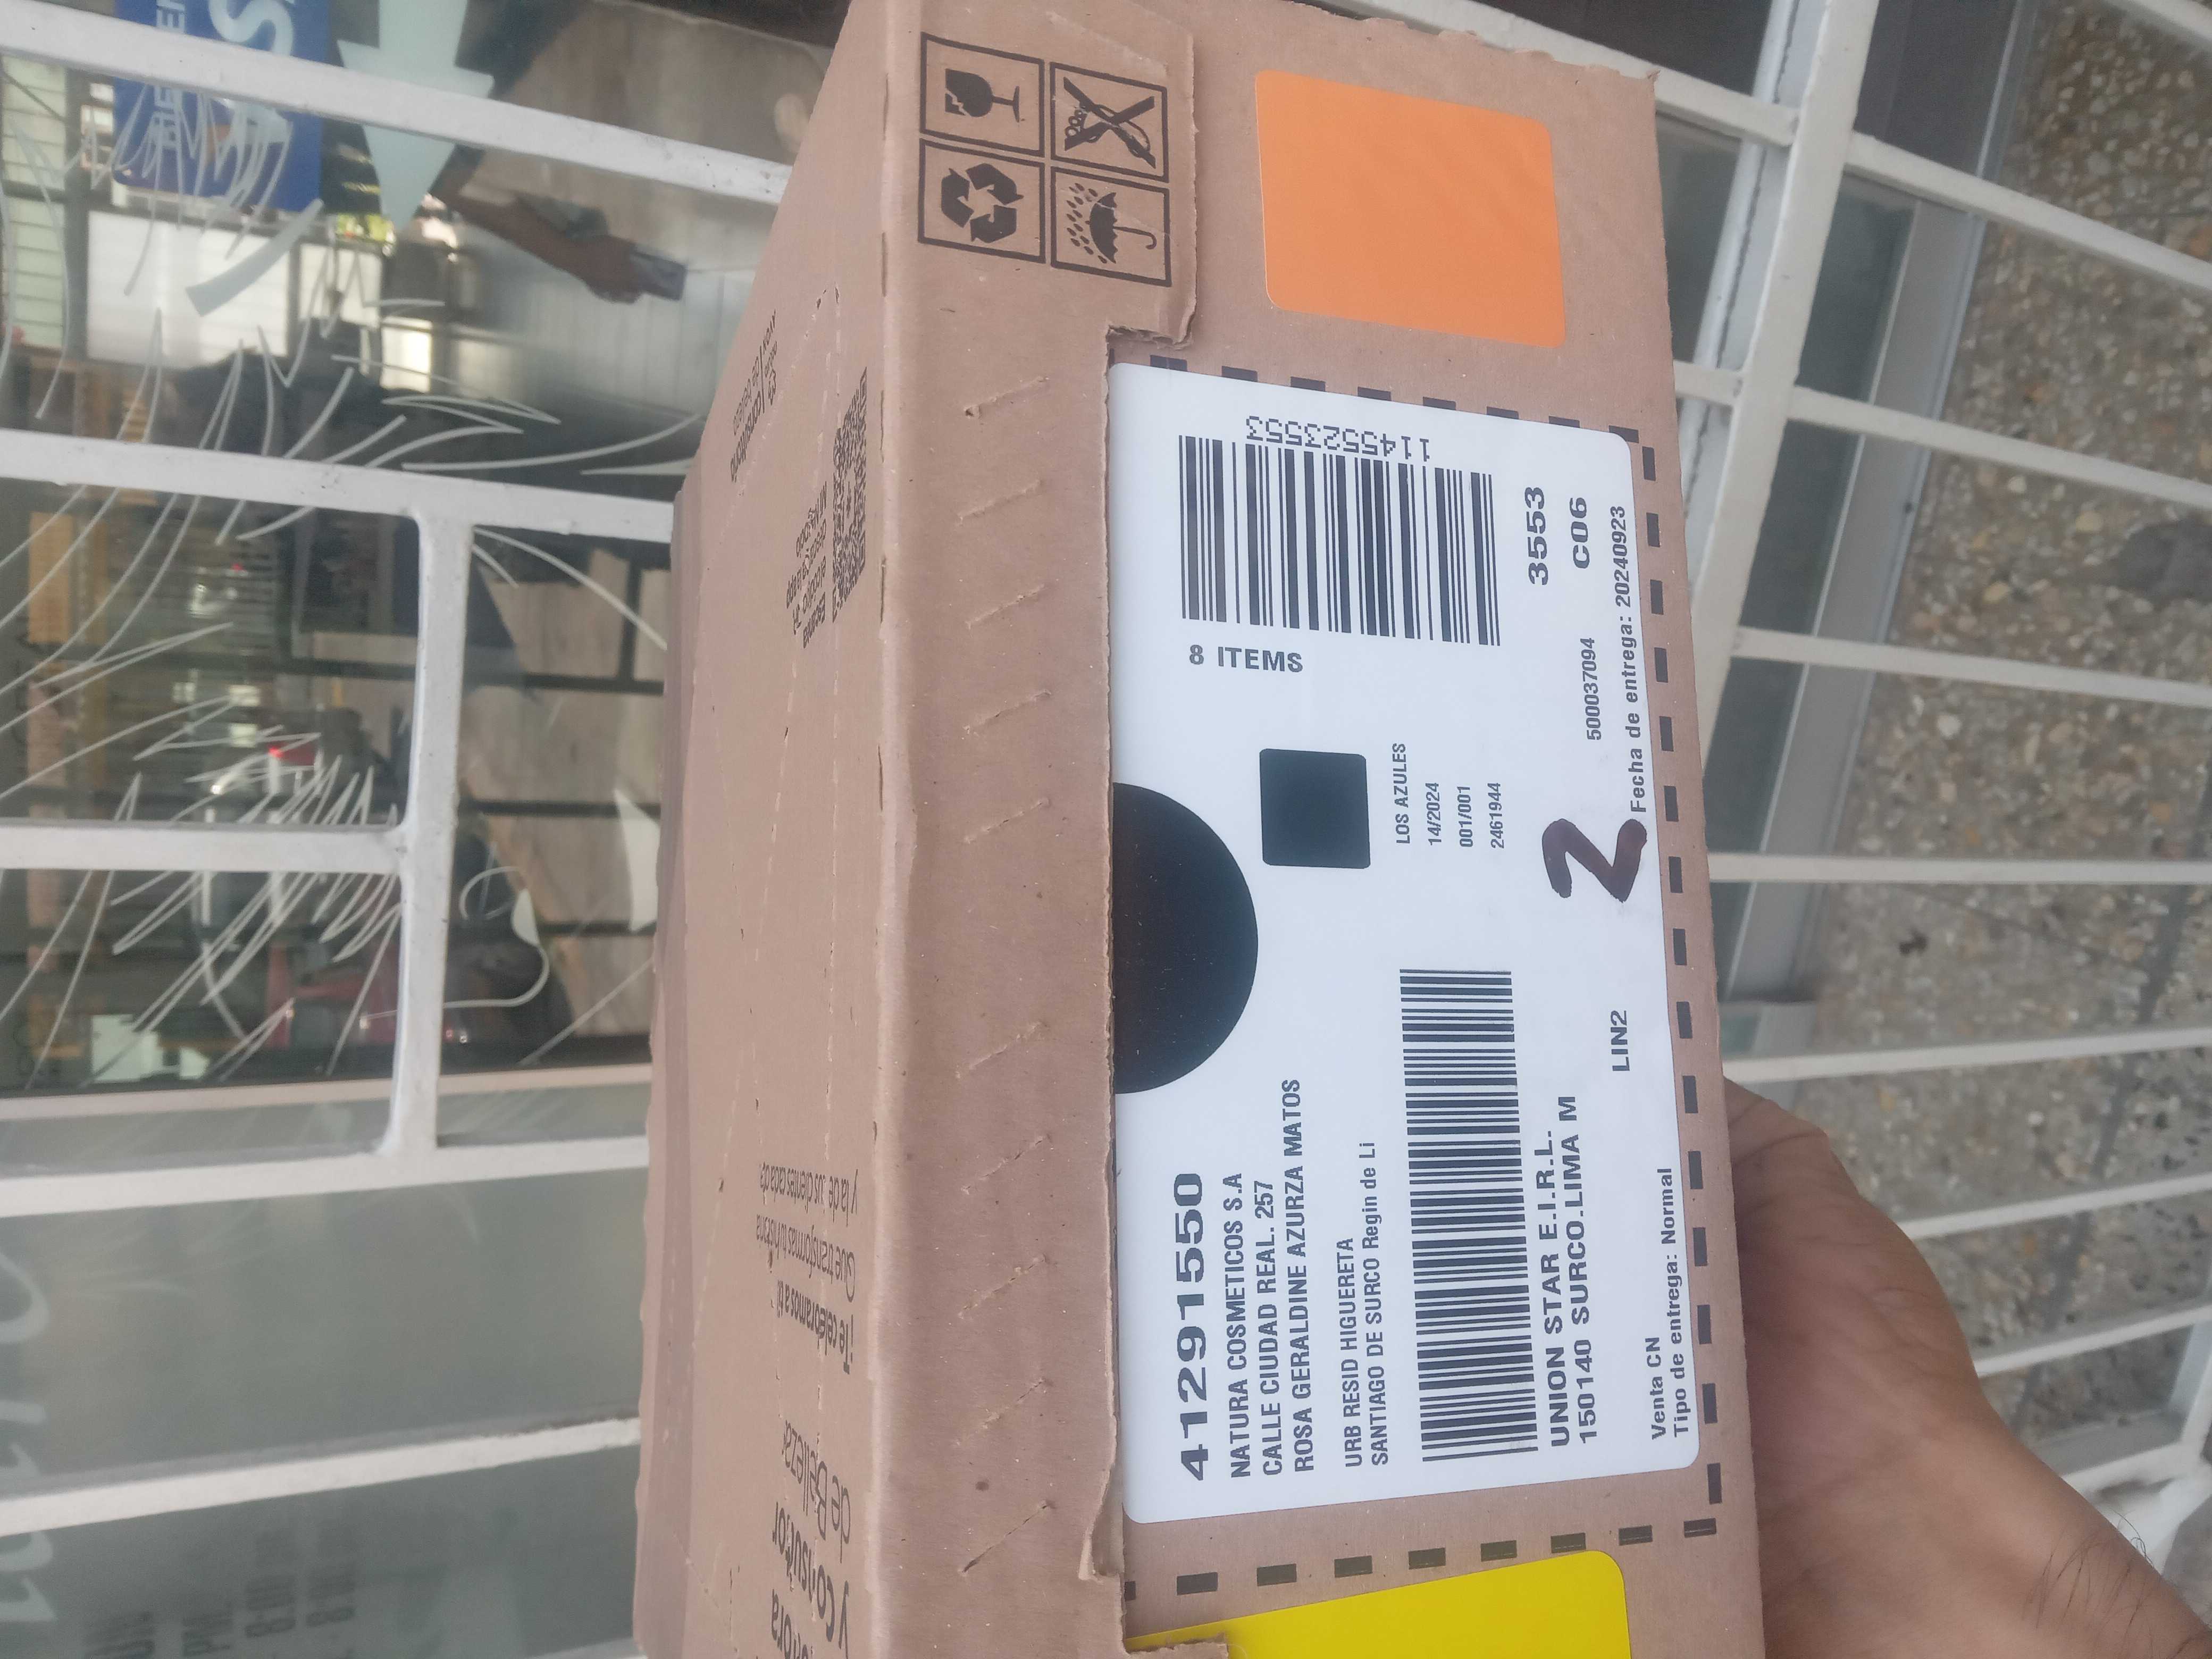 41291550
NATURA COSMETICOS S.A
CALLE CIUDAD REAL. 257
ROSA GERALDINE AZURZA MATOS
URB RESID HIGUERETA
SANTIAGO DE SURCO Regin de Li
UNION STAR E.I.R.L.
150140 SURCO.LIMA M
LIN2
Venta CN
Tipo de entrega: Normal
8 ITEMS
1145523553
LOS AZULES
14/2024
001/001
2461944
3553
C06
500037094
2
Fecha de entrega: 20240923
¡Te celebramos a ti!
Que transformas tu historia
y la de tus clientes cada día
y Consultor
de Belleza: